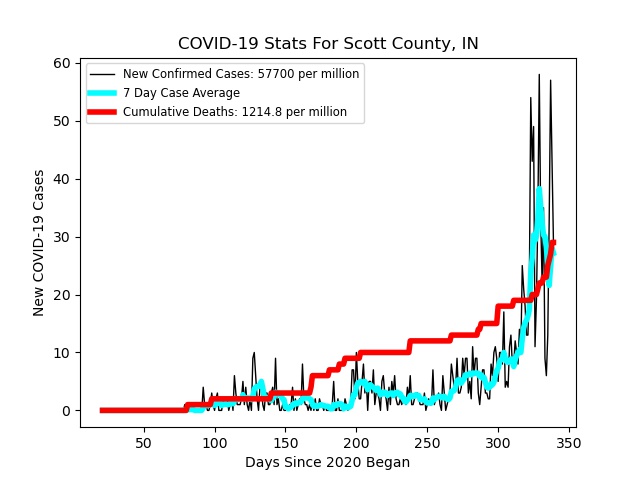 COVID-19 Stats For Scott County, IN
New Confirmed Cases: 57700 per million
7 Day Case Average
Cumulative Deaths: 1214.8 per million
New COVID-19 Cases
60
50
40
30
20
10
0
50 100 150 200 250 300 350
Days Since 2020 Began